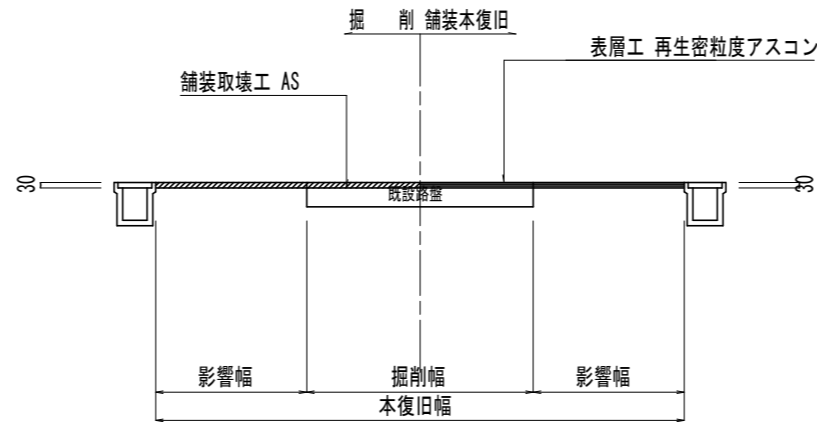 掘　削 舗装本復旧
表層工 再生密粒度アスコン
舗装取壊工 AS
30
30
既設路盤
影響幅
掘削幅
影響幅
本復旧幅